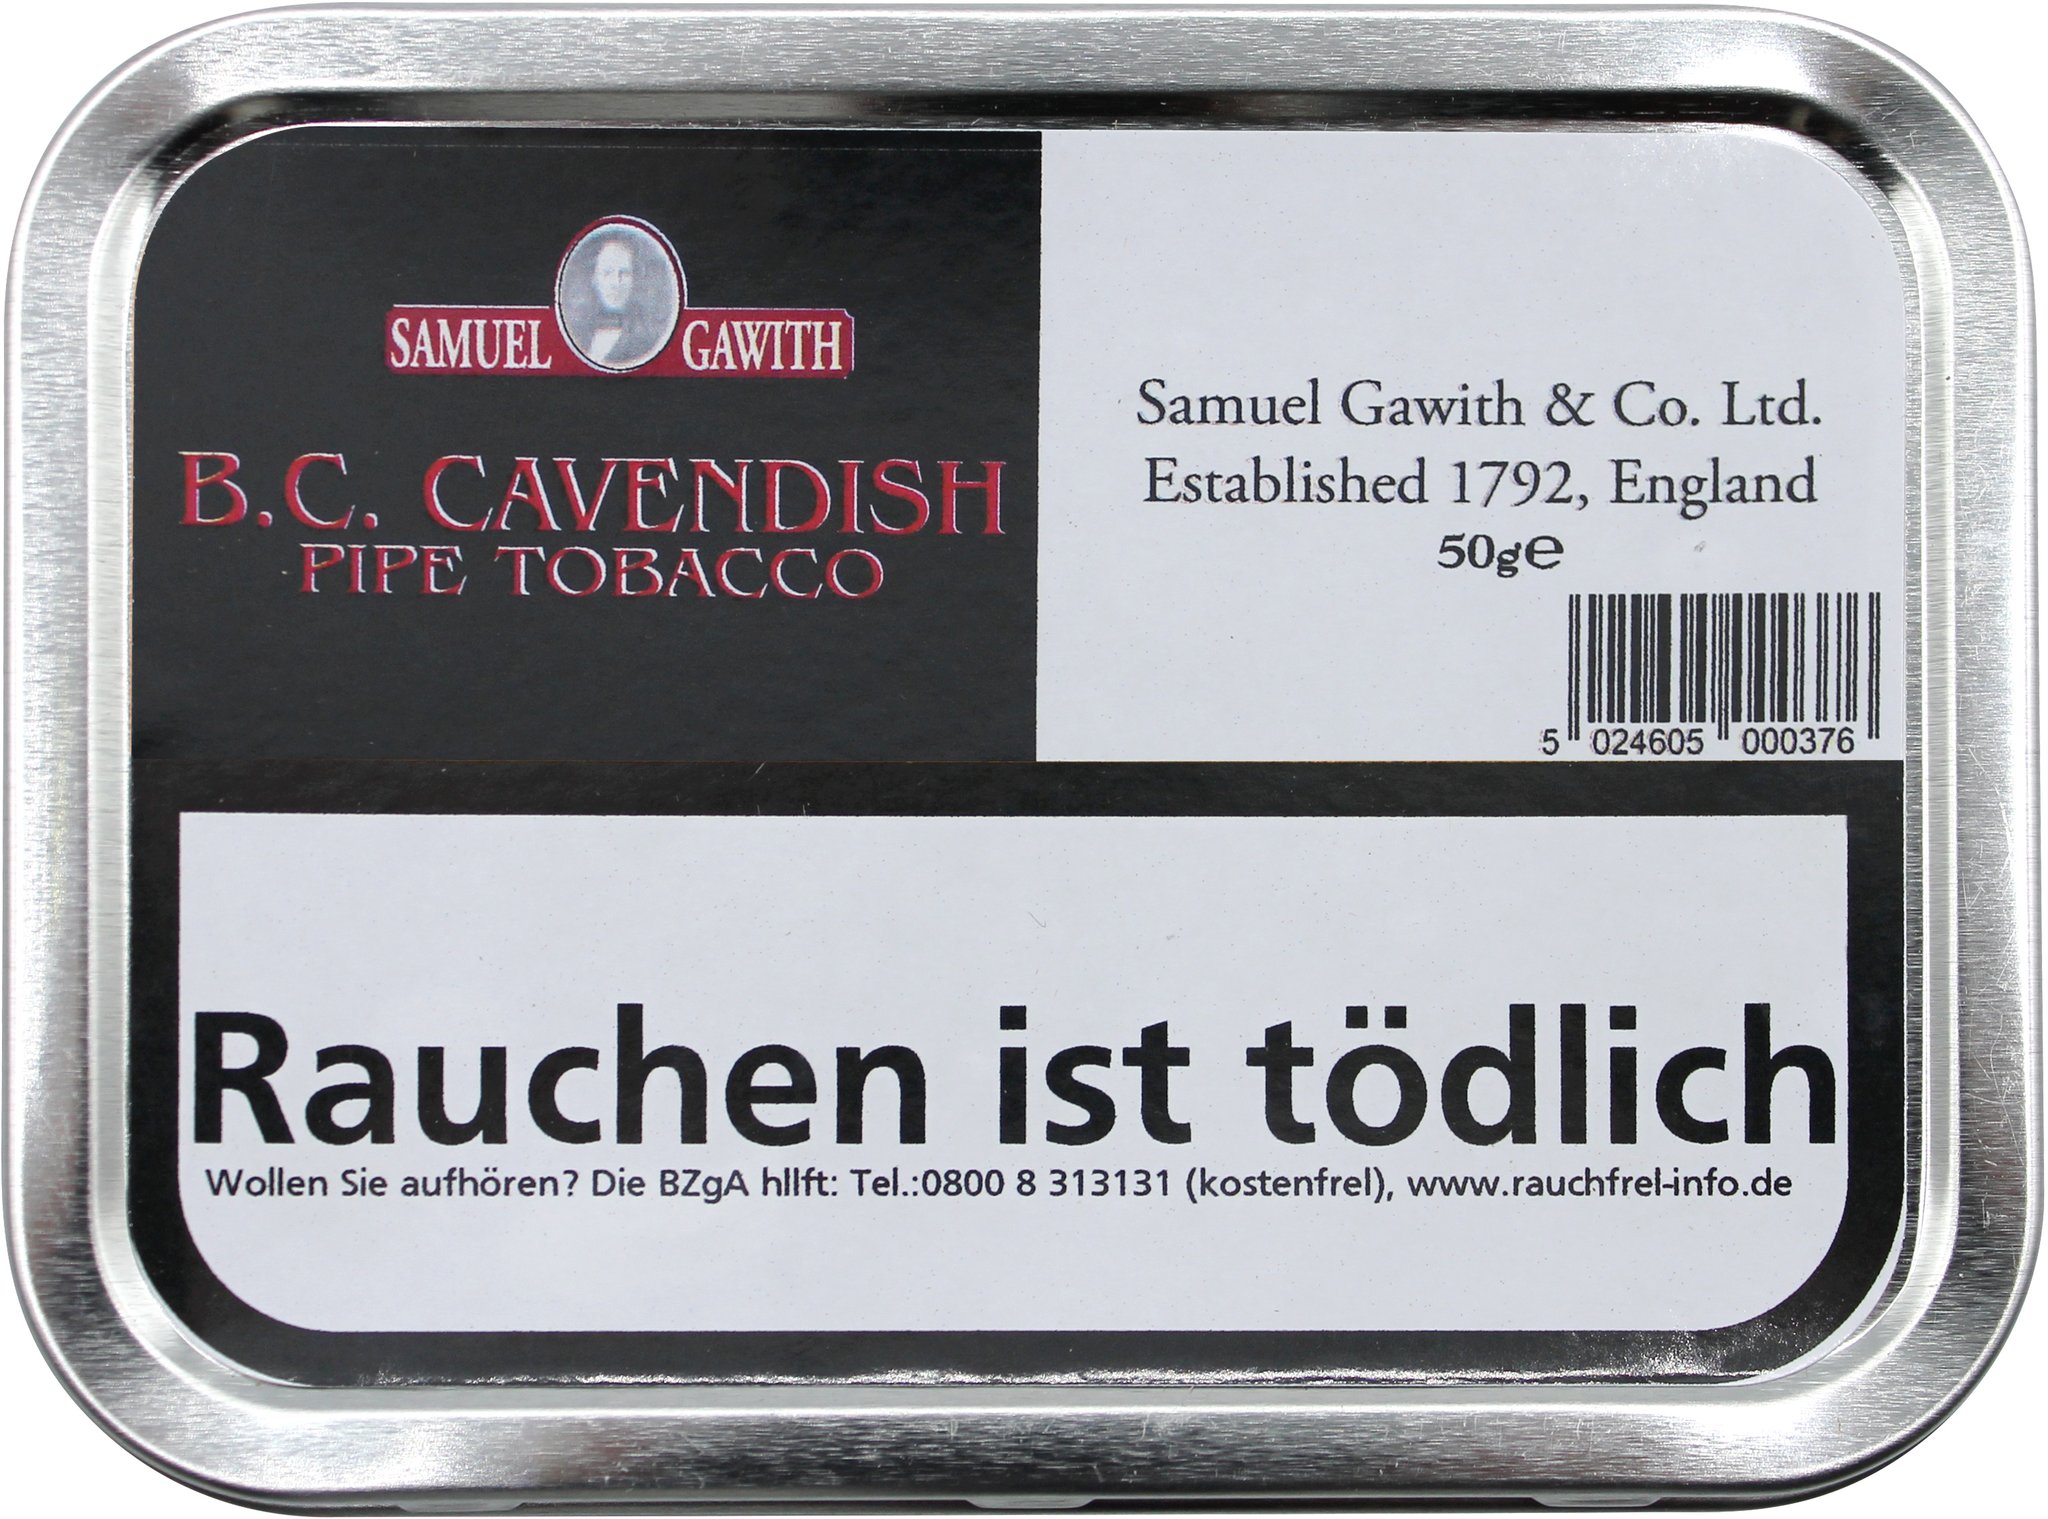 SAMUEL GAWITH
B.C. CAVENDISH
PIPE TOBACCO
Samuel Gawith & Co. Ltd.
Established 1792, England
50ge
5 024605 000376
Rauchen ist tödlich
Wollen Sie aufhören? Die BZgA hllft: Tel.:0800 8 313131 (kostenfrel), www.rauchfrel-info.de